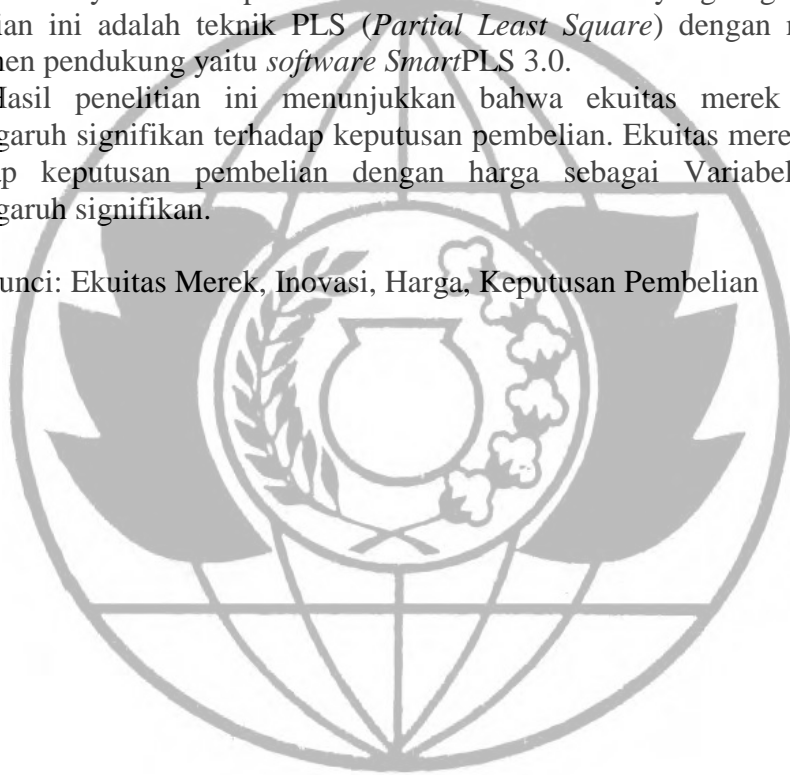 ian ini adalah teknik PLS (Partial Least Square) dengan
en pendukung yaitu software SmartPLS 3.0.
Hasil penelitian ini menunjukkan bahwa ekuitas merek
garuh signifikan terhadap keputusan pembelian. Ekuitas mere
ap keputusan pembelian dengan harga sebagai Variabel
garuh signifikan.
unci: Ekuitas Merek, Inovasi, Harga, Keputusan Pembelian